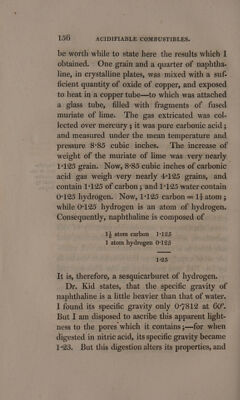 156 ACIDIFIABLE COMBUSTIBLES.
be worth while to state here the results which I
obtained. One grain and a quarter of naphtha-
line, in crystalline plates, was mixed with a suf-
ficient quantity of oxide of copper, and exposed
to heat in a copper tube—to which was attached
a glass tube, filled with fragments of fused
muriate of lime. The gas extricated was col-
lected over mercury; it was pure carbonic acid;
and measured under the mean temperature and
pressure 8·85 cubic inches. The increase of
weight of the muriate of lime was very nearly
1·125 grain. Now, 8·85 cubic inches of carbonic
acid gas weigh very nearly 4·125 grains, and
contain 1·125 of carbon; and 1·125 water contain
0·125 hydrogen. Now, 1·125 carbon = 1½ atom;
while 0·125 hydrogen is an atom of hydrogen.
Consequently, naphthaline is composed of
1½ atom carbon 1·125
1 atom hydrogen 0·125
1·25
It is, therefore, a sesquicarburet of hydrogen.
Dr. Kid states, that the specific gravity of
naphthaline is a little heavier than that of water.
I found its specific gravity only 0·7812 at 60°.
But I am disposed to ascribe this apparent light-
ness to the pores which it contains;—for when
digested in nitric acid, its specific gravity became
1·23. But this digestion alters its properties, and